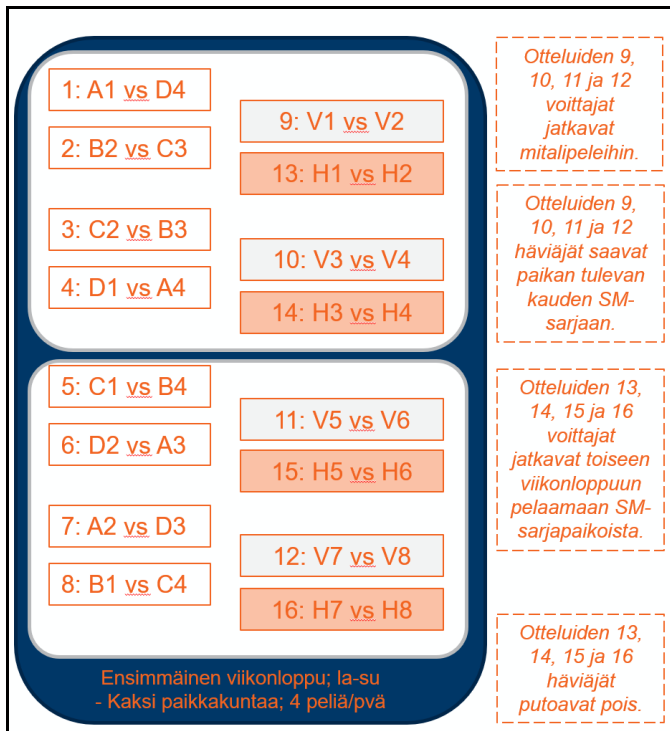 1: A1 vs D4
2: B2 vs C3
3: C2 vs B3
4: D1 vs A4
9: V1 vs V2
13: H1 vs H2
10: V3 vs V4
14: H3 vs H4
5: C1 vs B4
6: D2 vs A3
7: A2 vs D3
8: B1 vs C4
11: V5 vs V6
15: H5 vs H6
12: V7 vs V8
16: H7 vs H8
Ensimmäinen viikonloppu; la-su
- Kaksi paikkakuntaa; 4 peliä/pvä
Otteluiden 9,
10, 11 ja 12
voittajat
jatkavat
mitalipeleihin.
Otteluiden 9,
10, 11 ja 12
häviäjät saavat
paikan tulevan
kauden SM-
sarjaan.
Otteluiden 13,
14, 15 ja 16
voittajat
jatkavat toiseen
viikonloppuun
pelaamaan SM-
sarjapaikoista.
Otteluiden 13,
14, 15 ja 16
häviäjät
putoavat pois.